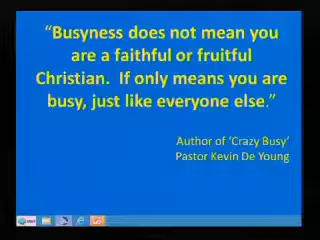 “Busyness does not mean you
are a faithful or fruitful
Christian.  If only means you are
busy, just like everyone else.”
Author of ‘Crazy Busy’
Pastor Kevin De Young